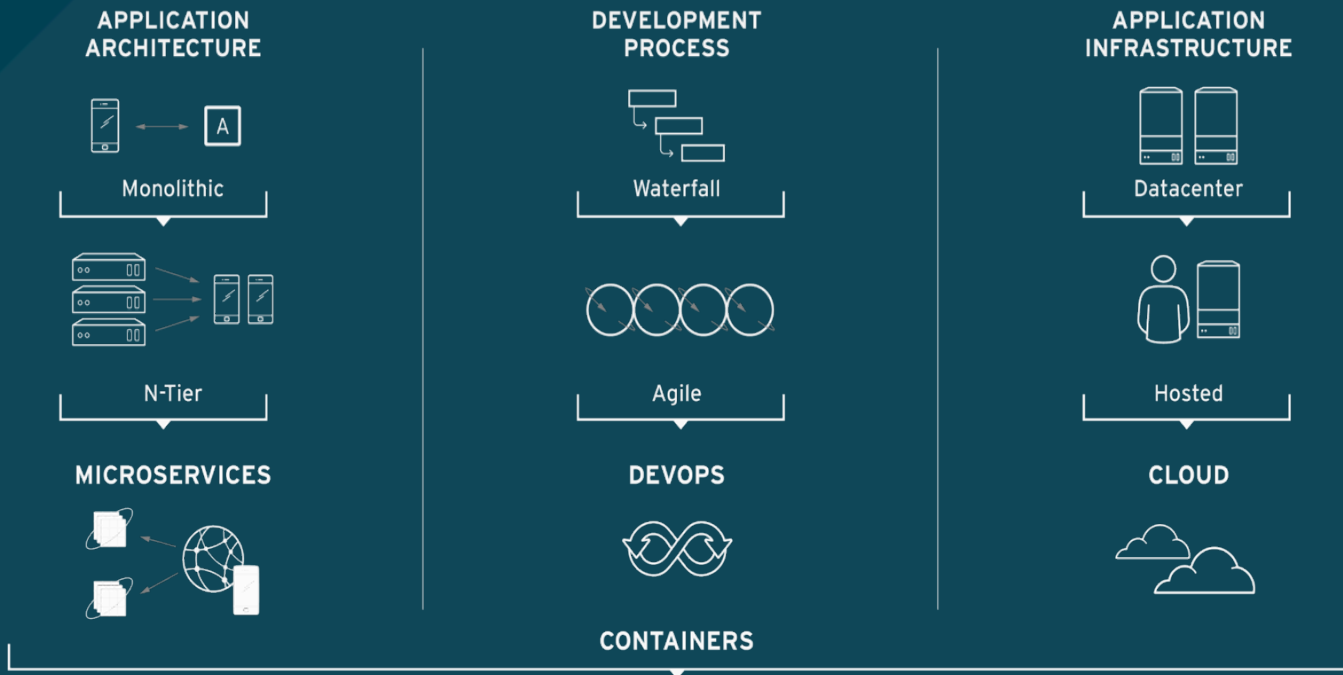 APPLICATION
ARCHITECTURE
A
Monolithic
N-Tier
MICROSERVICES
DEVELOPMENT
PROCESS
Waterfall
Agile
DEVOPS
APPLICATION
INFRASTRUCTURE
Datacenter
Hosted
CLOUD
CONTAINERS